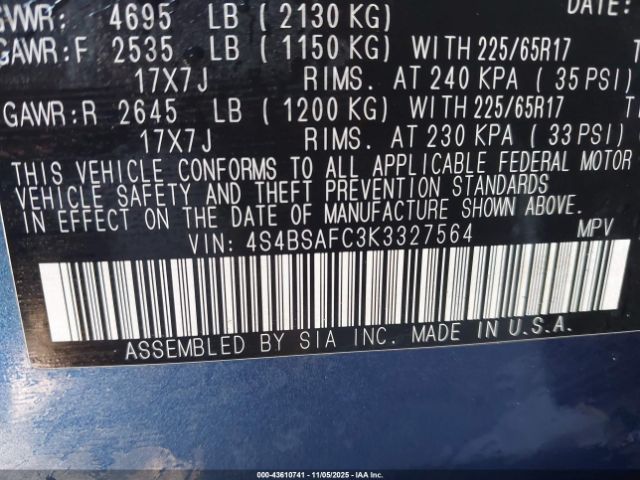 GVWR: 4695 LB ( 2130 KG) DATE:
GAWR:F 2535 LB ( 1150 KG) WITH 225/65R17 T
17X7J RIMS. AT 240 KPA ( 35 PSI)
GAWR:R 2645 LB ( 1200 KG) WITH 225/65R17 T
17X7J RIMS. AT 230 KPA ( 33 PSI)
THIS VEHICLE CONFORMS TO ALL APPLICABLE FEDERAL MOTOR
VEHICLE SAFETY AND THEFT PREVENTION STANDARDS
IN EFFECT ON THE DATE OF MANUFACTURE SHOWN ABOVE.
VIN: 4S4BSAFC3K3327564 MPV
ASSEMBLED BY SIA INC. MADE IN U.S.A.
000-43610741 - 11/05/2025 - IAAI.com